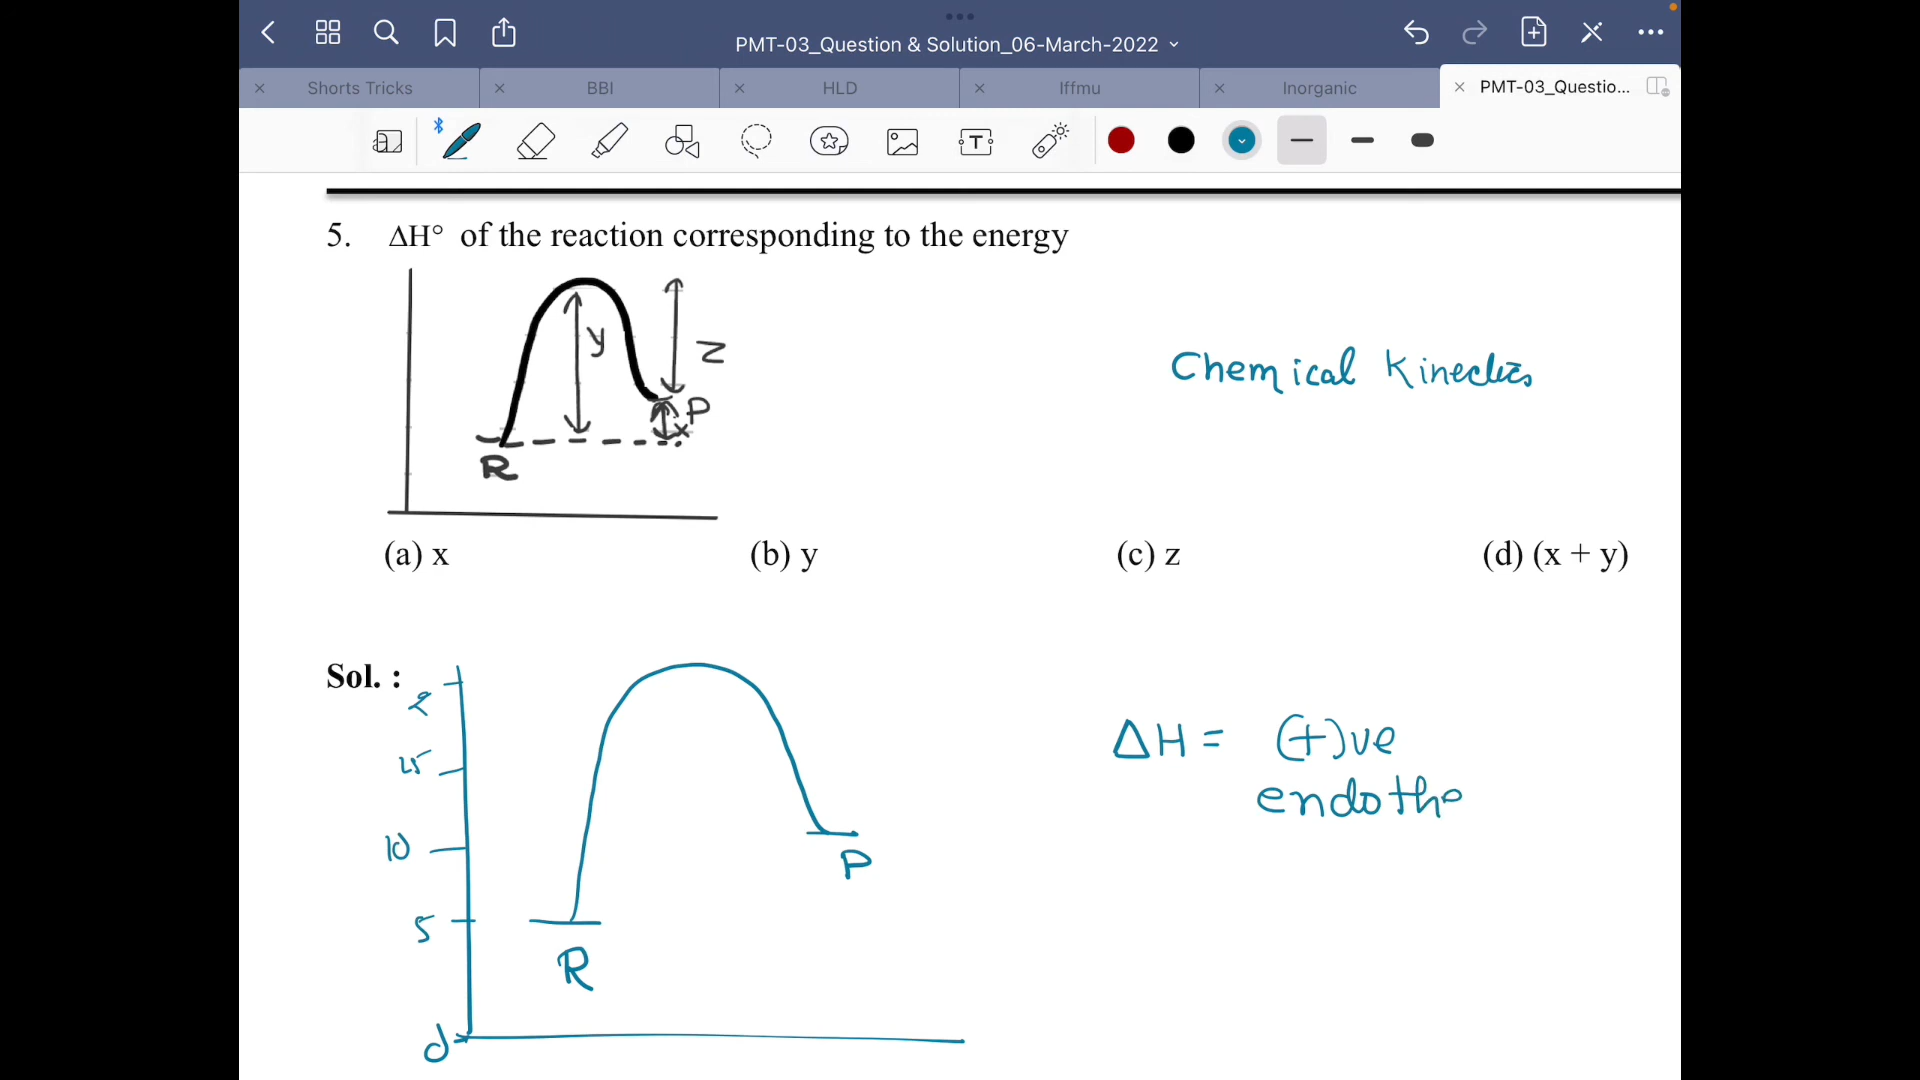 PMT-03_Question & Solution_06-March-2022
Shorts Tricks
BBI
HLD
Iffmu
Inorganic
PMT-03_Questio...
5. ΔH° of the reaction corresponding to the energy
y
Z
P
x
R
Chemical Kinectics
(a) x (b) y (c) z (d) (x + y)
Sol. :
15
10
5
P
R
ΔH = (+)ve
endothe